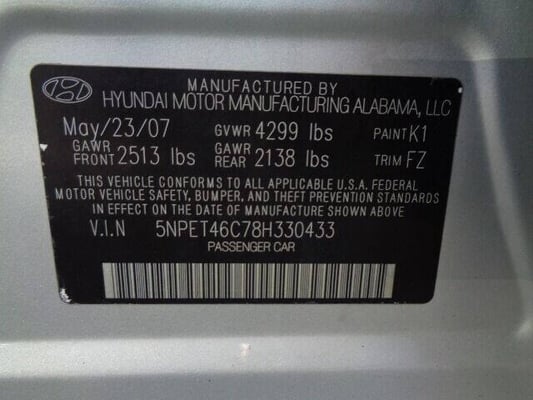 MANUFACTURED BY
HYUNDAI MOTOR MANUFACTURING ALABAMA, LLC
May/23/07 GVWR 4299 lbs PAINT K1
GAWR FRONT 2513 lbs GAWR REAR 2138 lbs TRIM FZ
THIS VEHICLE CONFORMS TO ALL APPLICABLE U.S.A. FEDERAL
MOTOR VEHICLE SAFETY, BUMPER, AND THEFT PREVENTION STANDARDS
IN EFFECT ON THE DATE OF MANUFACTURE SHOWN ABOVE
V.I.N 5NPET46C78H330433
PASSENGER CAR